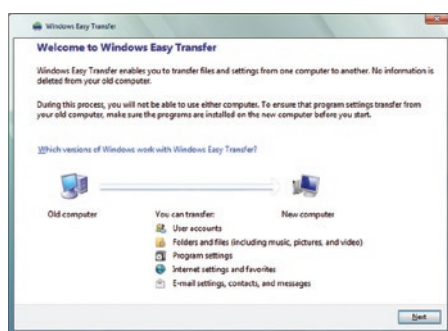 Windows Easy Transfer
Welcome to Windows Easy Transfer
Windows Easy Transfer enables you to transfer files and settings from one computer to another. No information is
deleted from your old computer.
During this process, you will not be able to use either computer. To ensure that program settings transfer from
your old computer, make sure the programs are installed on the new computer before you start.
Which versions of Windows work with Windows Easy Transfer?
Old computer
You can transfer:
New computer
User accounts
Folders and files (including music, pictures, and video)
Program settings
Internet settings and favorites
E-mail settings, contacts, and messages
Next